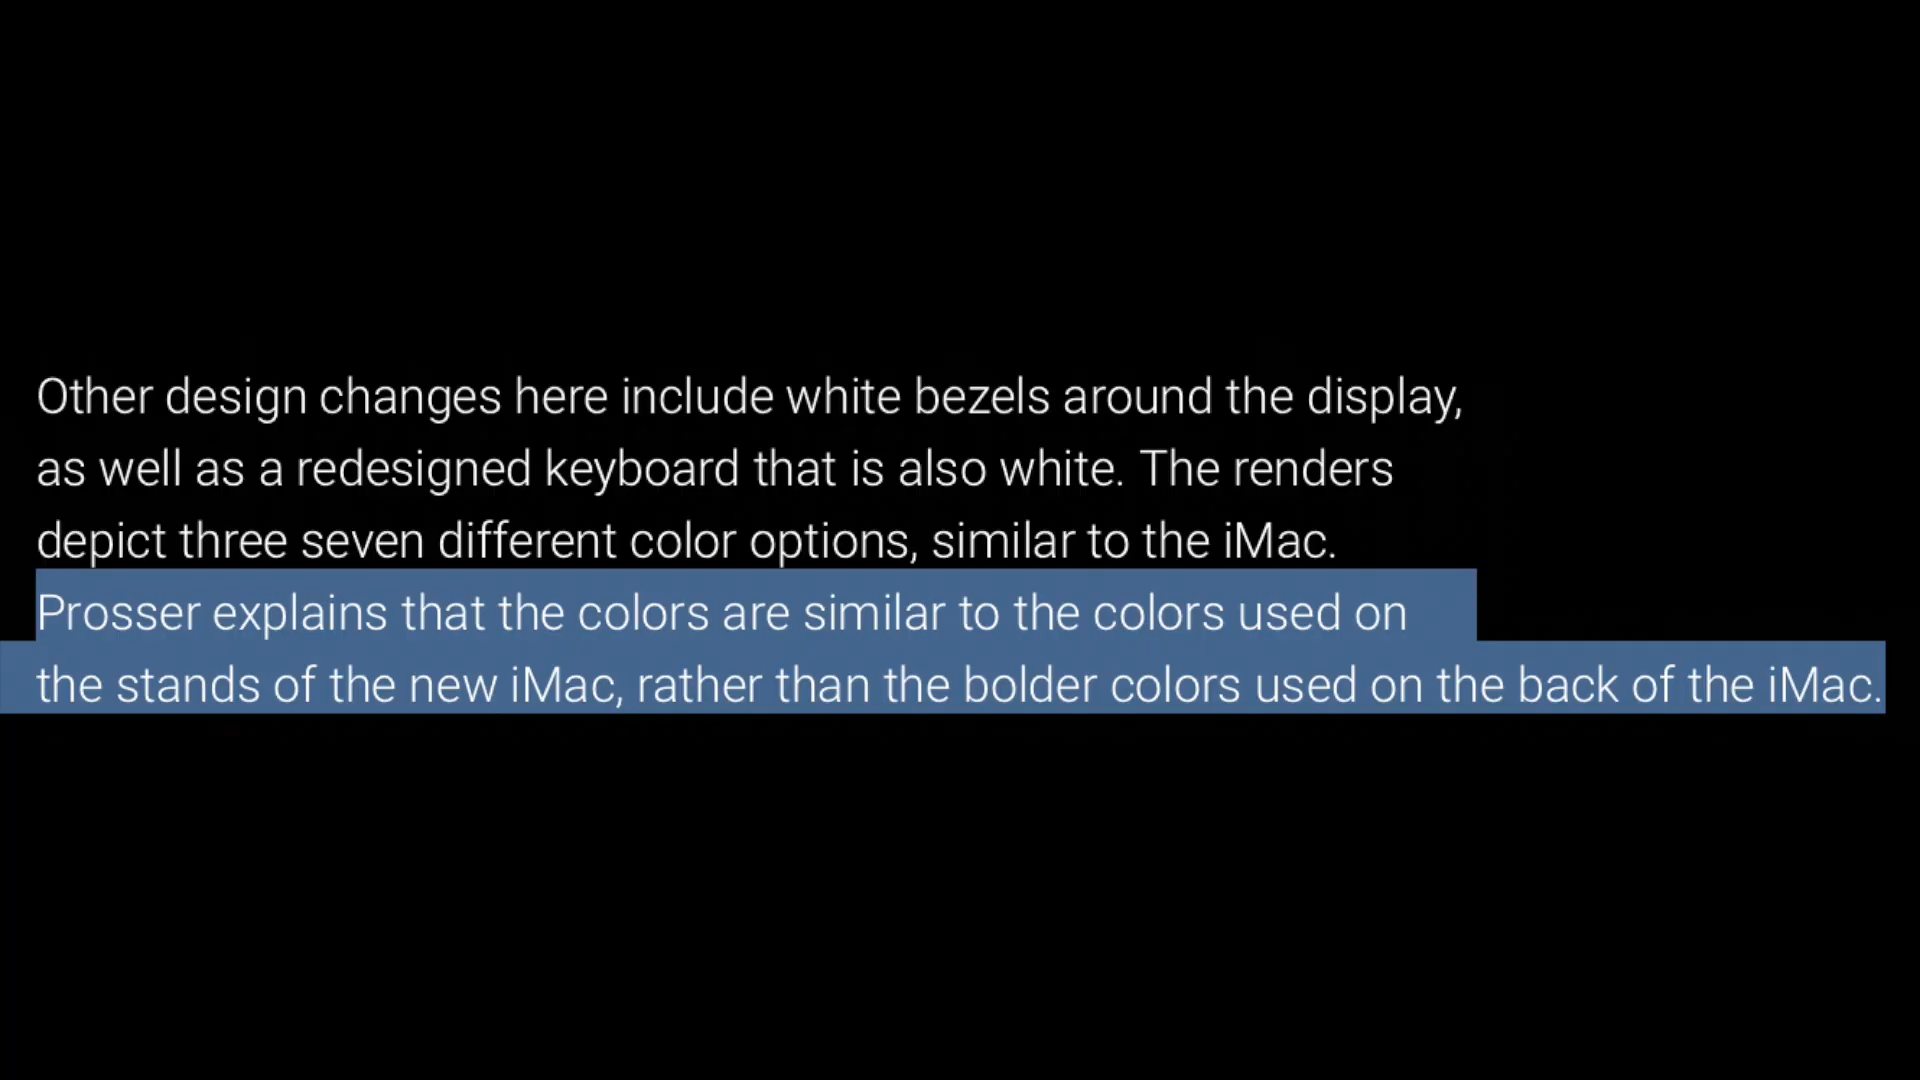 Other design changes here include white bezels around the display,
as well as a redesigned keyboard that is also white. The renders
depict three seven different color options, similar to the iMac.
Prosser explains that the colors are similar to the colors used on
the stands of the new iMac, rather than the bolder colors used on the back of the iMac.